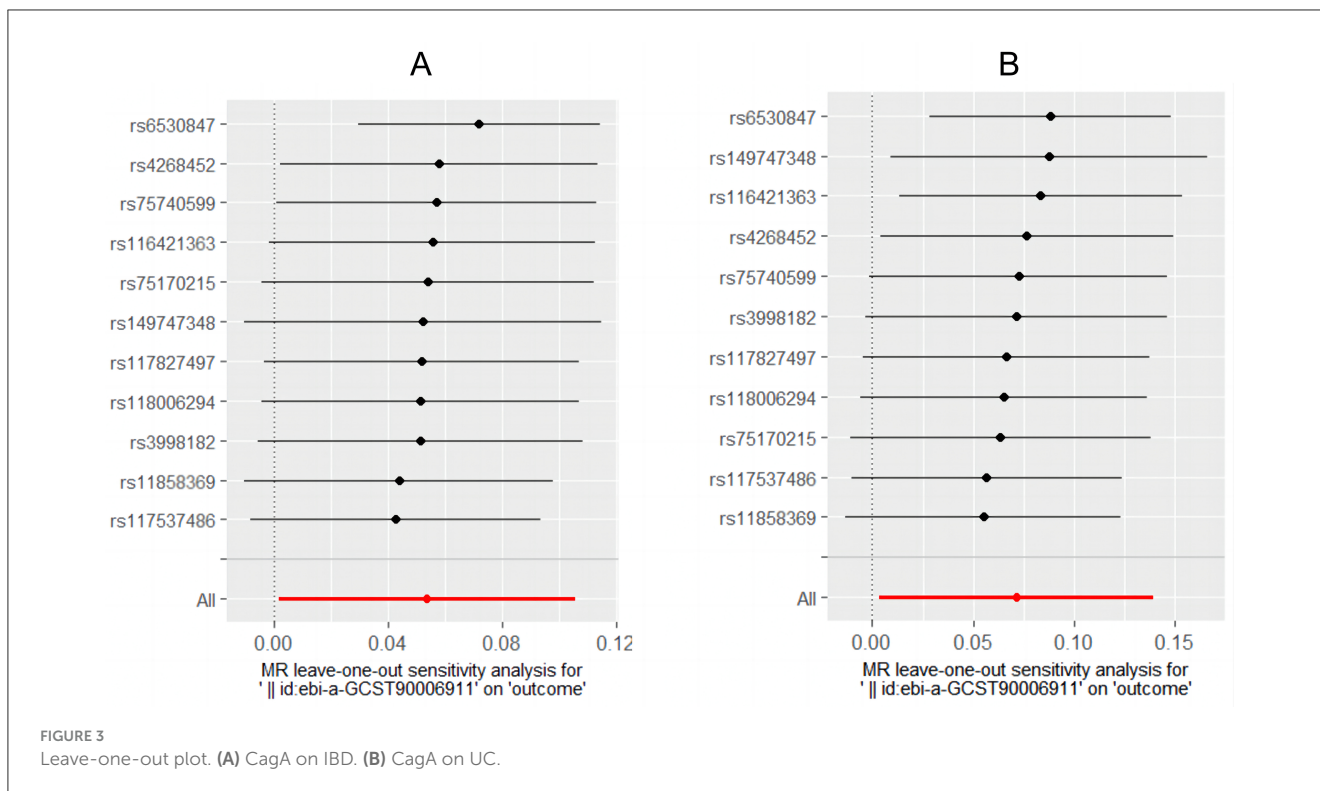 A
rs6530847
rs4268452
rs75740599
rs116421363
rs75170215
rs149747348
rs117827497
rs118006294
rs3998182
rs11858369
rs117537486
All
0.00 0.04 0.08 0.12
MR leave-one-out sensitivity analysis for
' || id:ebi-a-GCST90006911' on 'outcome'
B
rs6530847
rs149747348
rs116421363
rs4268452
rs75740599
rs3998182
rs117827497
rs118006294
rs75170215
rs117537486
rs11858369
All
0.00 0.05 0.10 0.15
MR leave-one-out sensitivity analysis for
' || id:ebi-a-GCST90006911' on 'outcome'
FIGURE 3
Leave-one-out plot. (A) CagA on IBD. (B) CagA on UC.